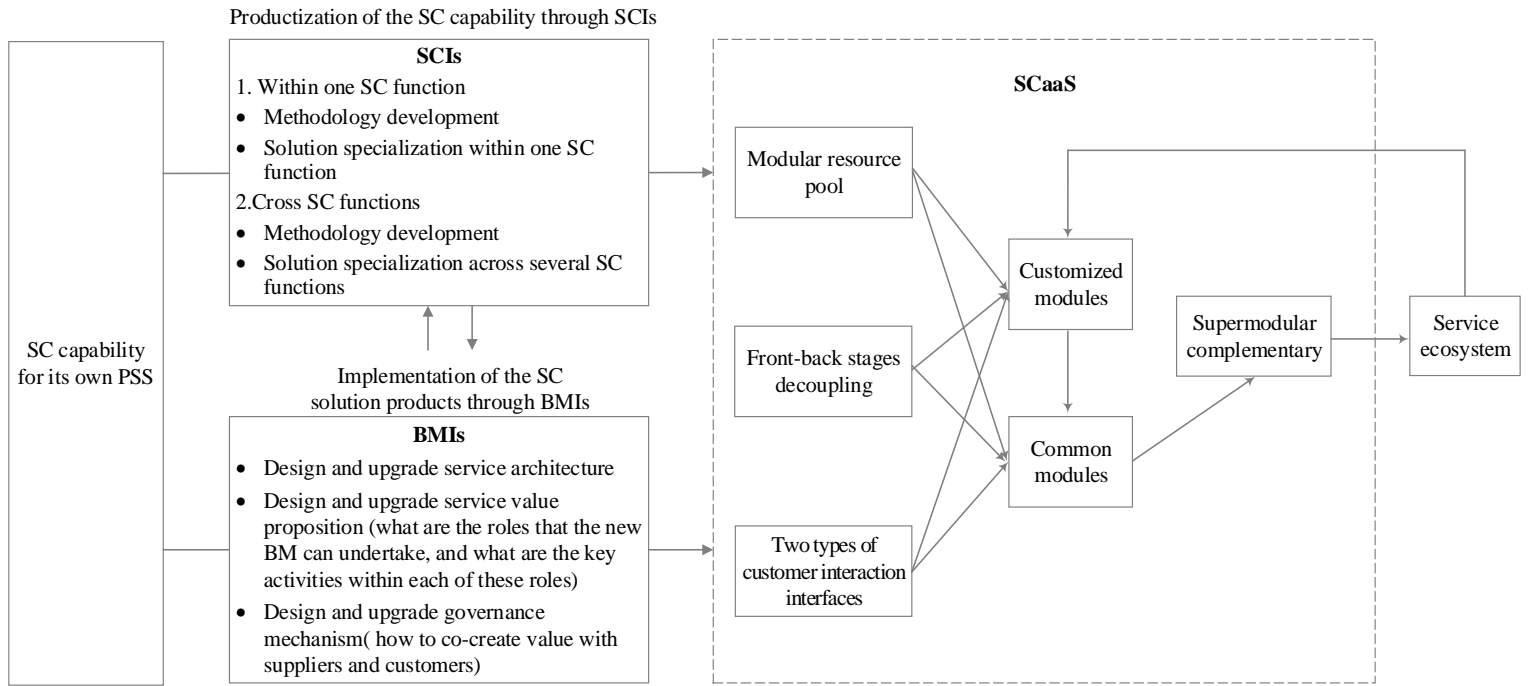 Productization of the SC capability through SCIs
SC capability
for its own PSS
SCIs
1. Within one SC function
• Methodology development
• Solution specialization within one SC
function
2.Cross SC functions
• Methodology development
• Solution specialization across several SC
functions
Implementation of the SC
solution products through BMIs
BMIs
• Design and upgrade service architecture
• Design and upgrade service value
proposition (what are the roles that the new
BM can undertake, and what are the key
activities within each of these roles)
• Design and upgrade governance
mechanism( how to co-create value with
suppliers and customers)
SCaaS
Modular resource
pool
Front-back stages
decoupling
Two types of
customer interaction
interfaces
Customized
modules
Common
modules
Supermodular
complementary
Service
ecosystem